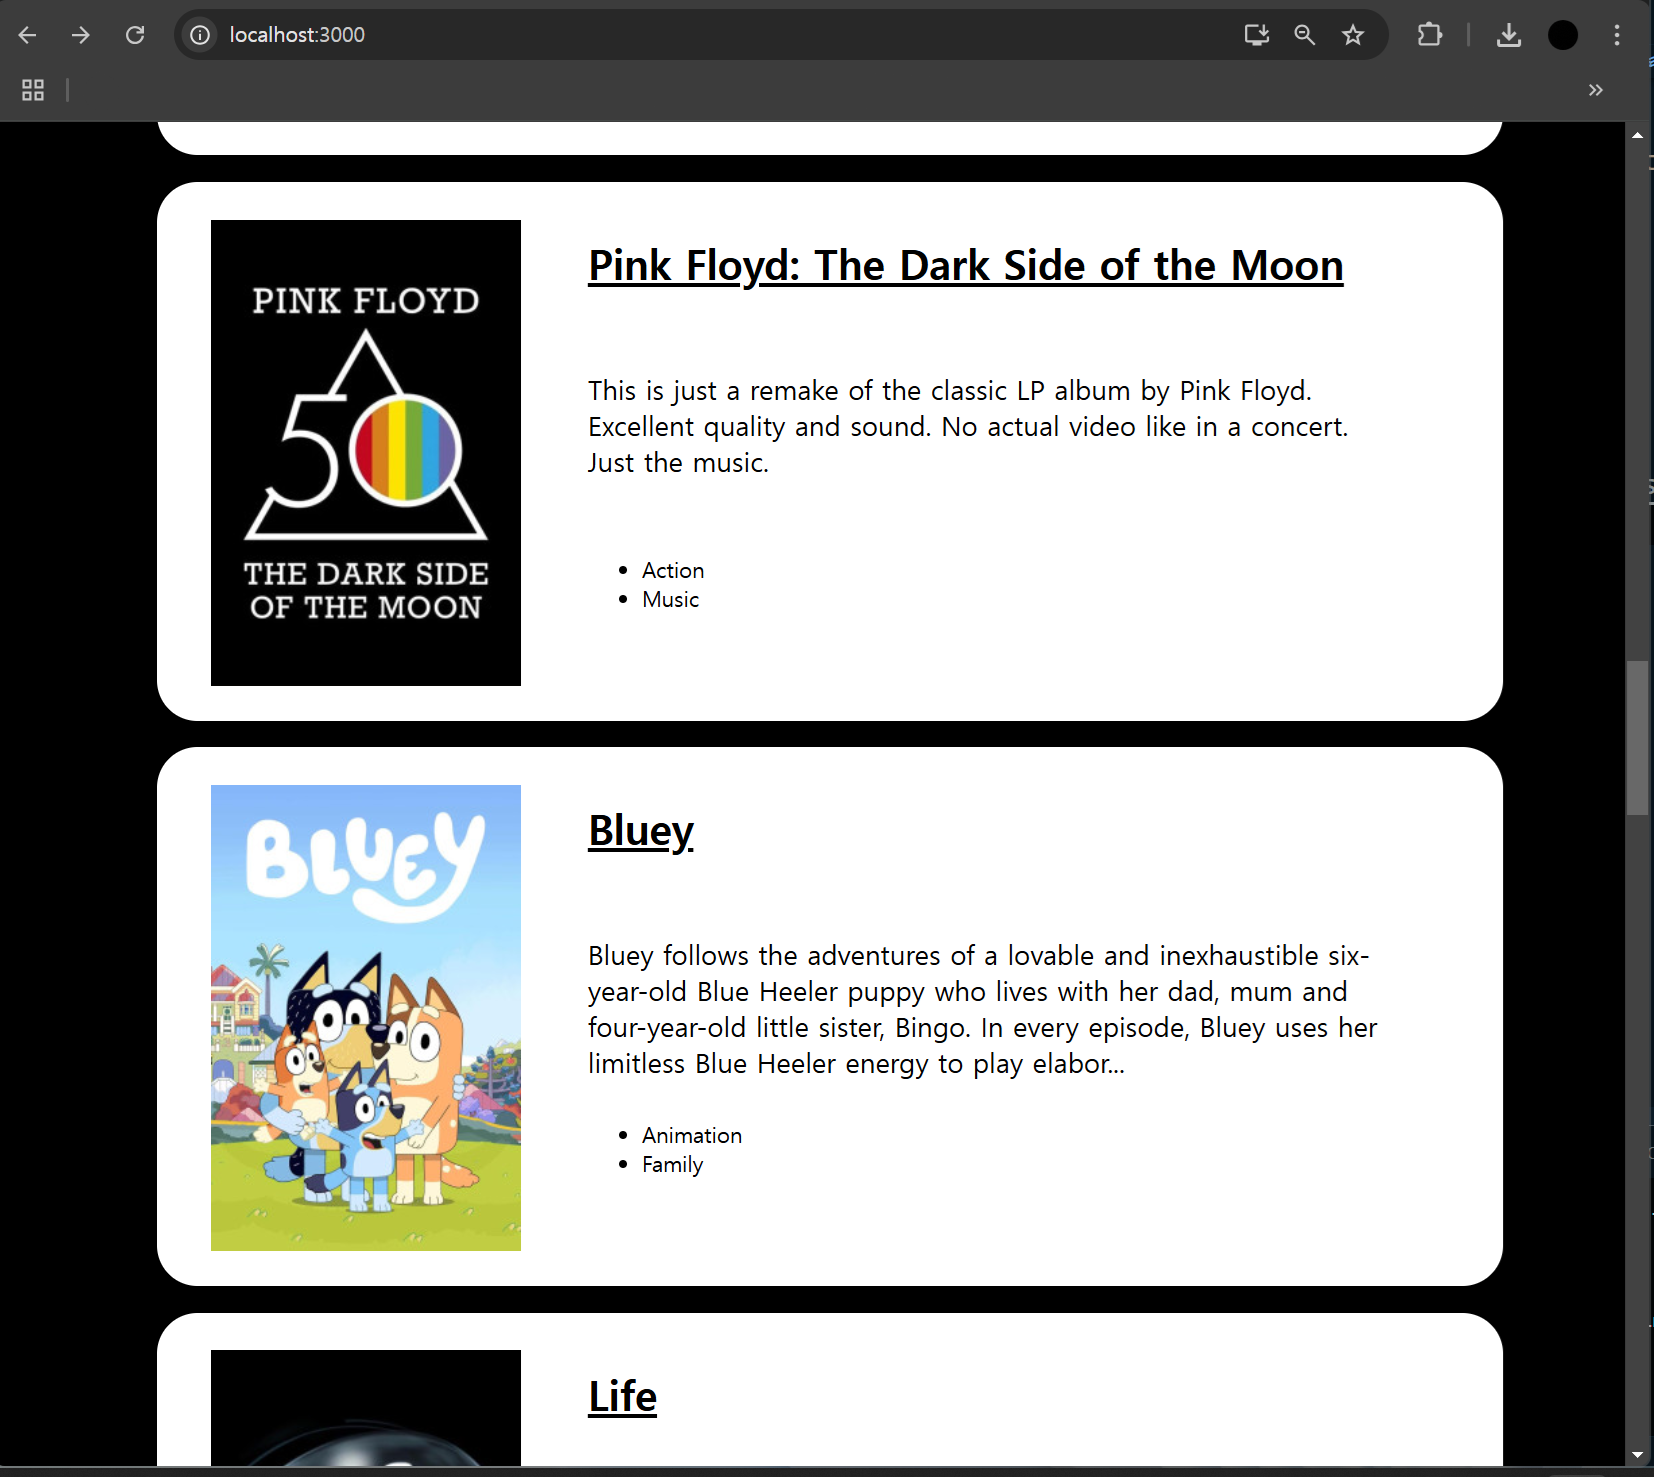 localhost:3000
PINK FLOYD
50
THE DARK SIDE
OF THE MOON
Pink Floyd: The Dark Side of the Moon
This is just a remake of the classic LP album by Pink Floyd.
Excellent quality and sound. No actual video like in a concert.
Just the music.
Action
Music
BLUEY
Bluey
Bluey follows the adventures of a lovable and inexhaustible six-
year-old Blue Heeler puppy who lives with her dad, mum and
four-year-old little sister, Bingo. In every episode, Bluey uses her
limitless Blue Heeler energy to play elabor...
Animation
Family
Life